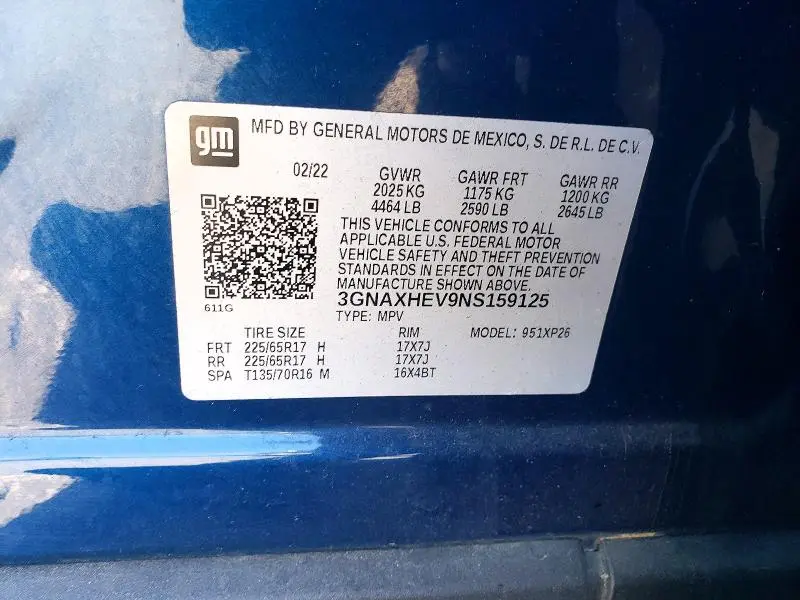 gm
MFD BY GENERAL MOTORS DE MEXICO, S. DE R.L. DE C.V.
02/22 GVWR GAWR FRT GAWR RR
2025 KG 1175 KG 1200 KG
4464 LB 2590 LB 2645 LB
THIS VEHICLE CONFORMS TO ALL
APPLICABLE U.S. FEDERAL MOTOR
VEHICLE SAFETY AND THEFT PREVENTION
STANDARDS IN EFFECT ON THE DATE OF
MANUFACTURE SHOWN ABOVE.
611G
3GNAXHEV9NS159125
TYPE: MPV
TIRE SIZE RIM MODEL: 951XP26
FRT 225/65R17 H 17X7J
RR 225/65R17 H 17X7J
SPA T135/70R16 M 16X4BT